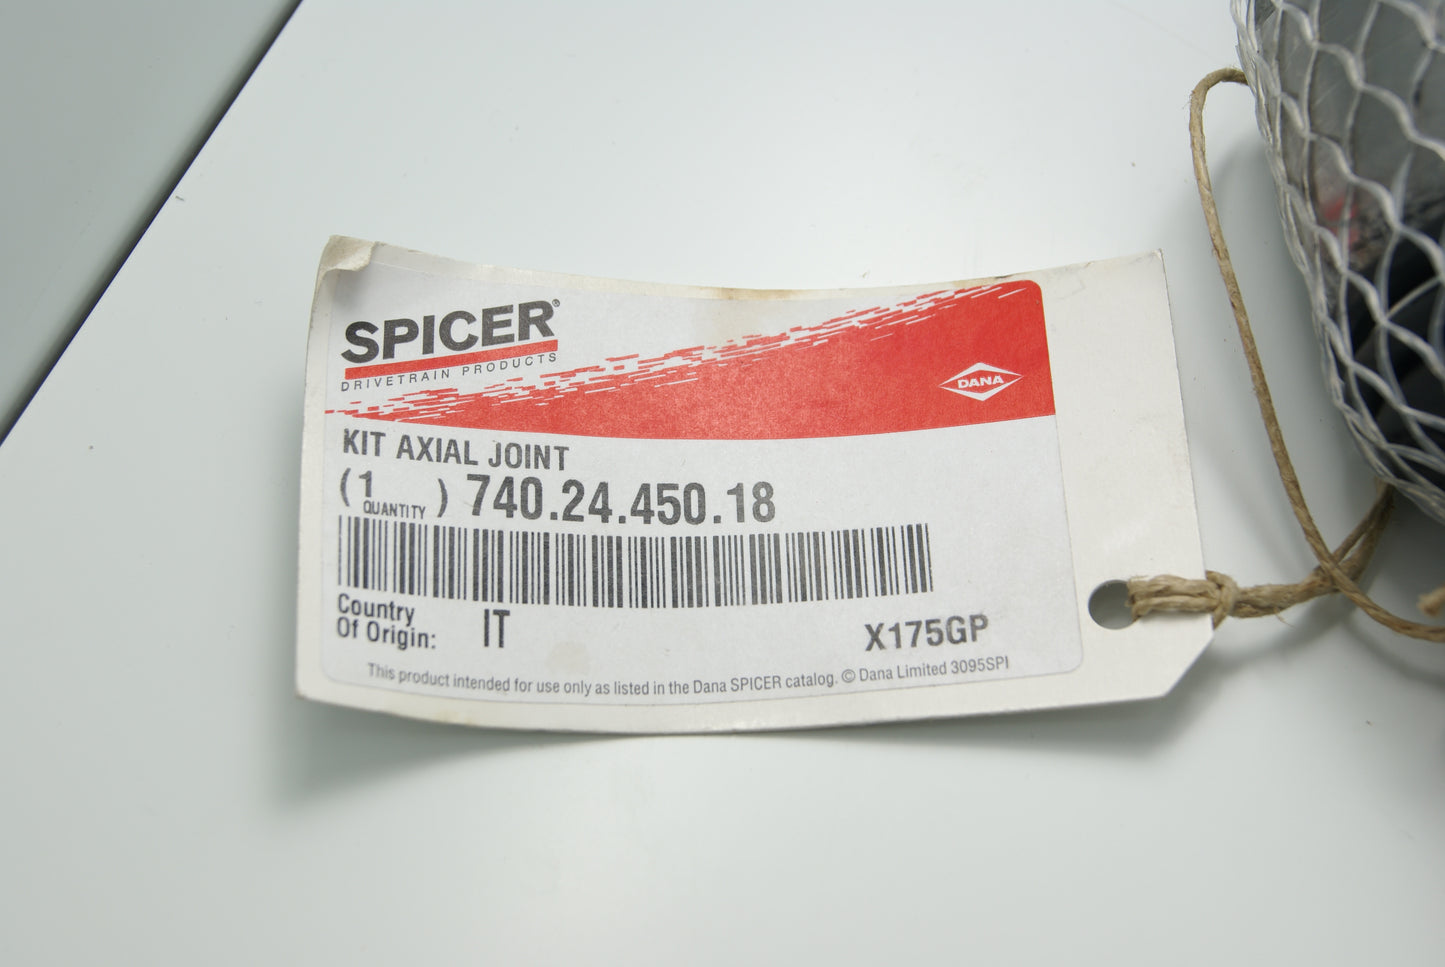 SPICER®
DRIVETRAIN PRODUCTS
DANA
KIT AXIAL JOINT
( 1 QUANTITY ) 740.24.450.18
Country
Of Origin: IT
X175GP
This product intended for use only as listed in the Dana SPICER catalog. © Dana Limited 3095SPI